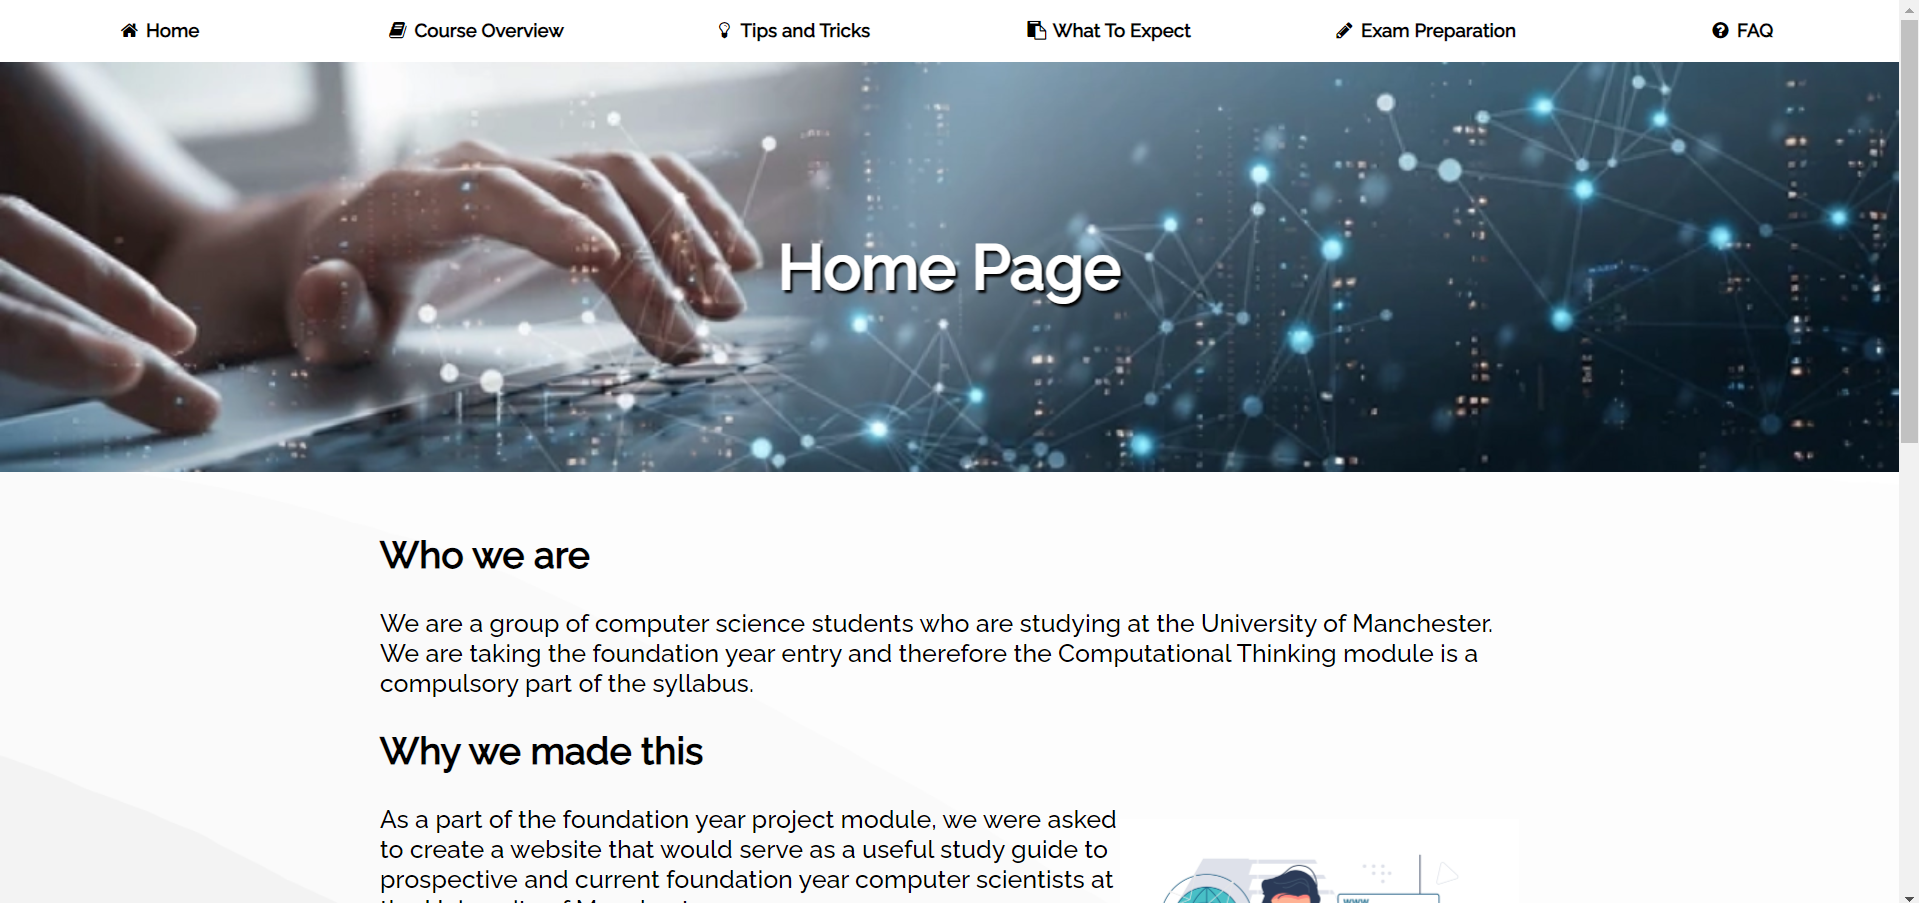 Home Course Overview Tips and Tricks What To Expect Exam Preparation FAQ
Home Page
Who we are
We are a group of computer science students who are studying at the University of Manchester.
We are taking the foundation year entry and therefore the Computational Thinking module is a
compulsory part of the syllabus.
Why we made this
As a part of the foundation year project module, we were asked
to create a website that would serve as a useful study guide to
prospective and current foundation year computer scientists at
www